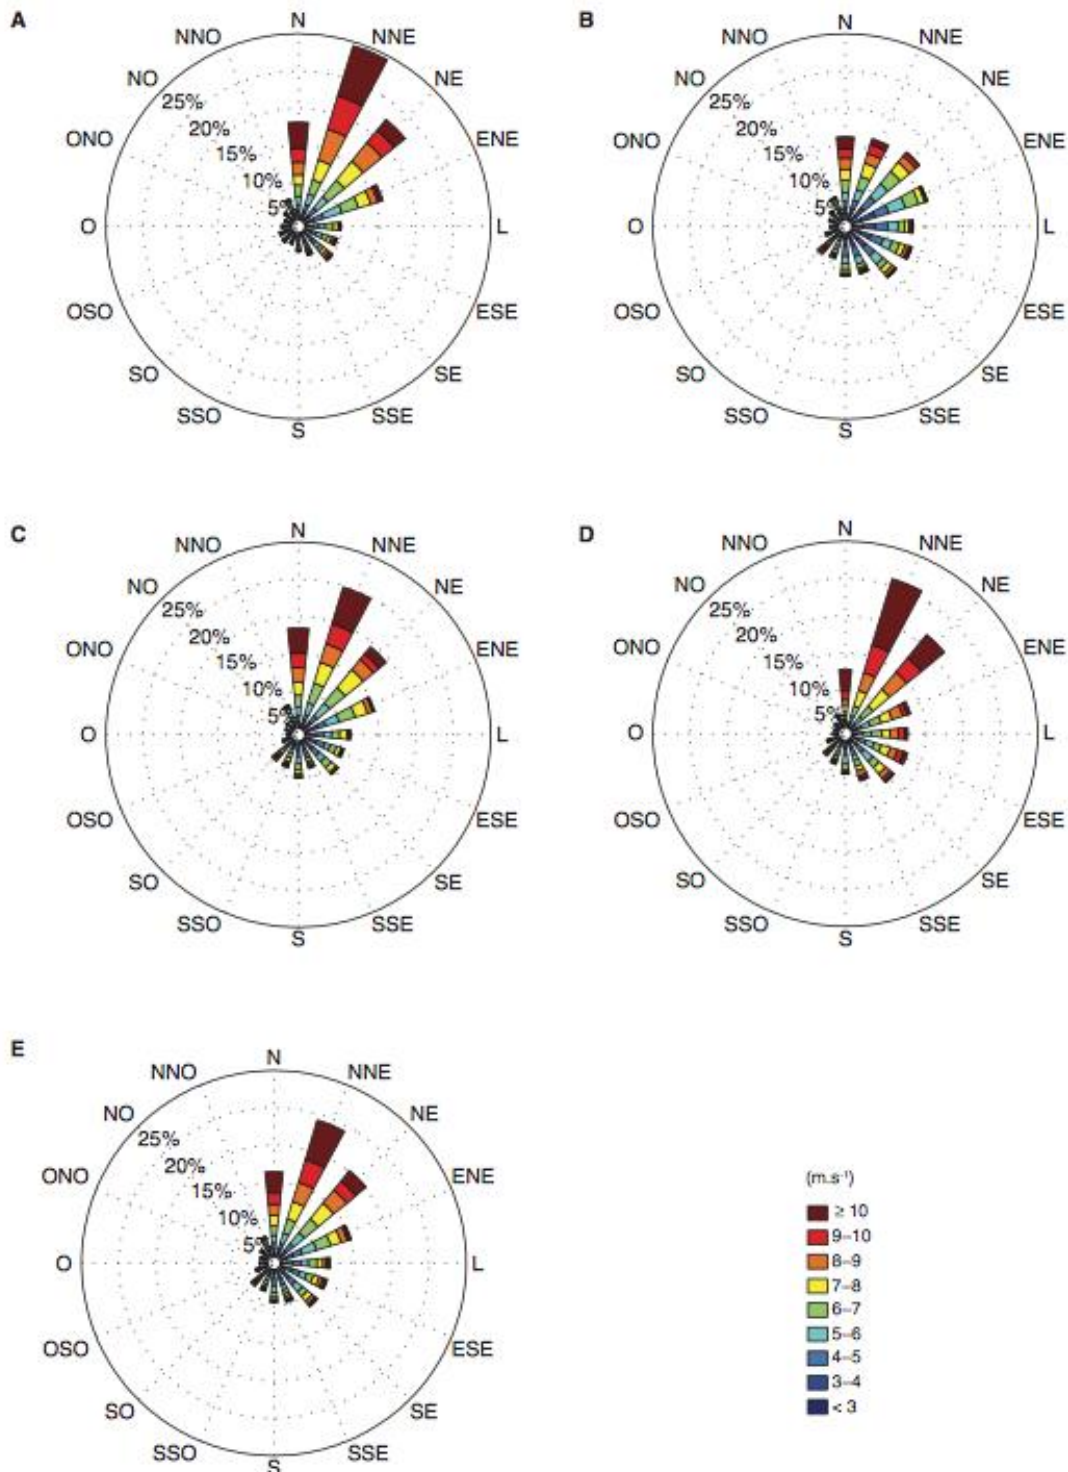 A
N
NNO
NNE
NO
NE
25%
20%
ONO
ENE
15%
10%
5%
O
L
OSO
ESE
SO
SE
SSO
SSE
S
B
N
NNO
NNE
NO
NE
25%
20%
ONO
ENE
15%
10%
5%
O
L
OSO
ESE
SO
SE
SSO
SSE
S
C
N
NNO
NNE
NO
NE
25%
20%
ONO
ENE
15%
10%
5%
O
L
OSO
ESE
SO
SE
SSO
SSE
S
D
N
NNO
NNE
NO
NE
25%
20%
ONO
ENE
15%
10%
5%
O
L
OSO
ESE
SO
SE
SSO
SSE
S
E
N
NNO
NNE
NO
NE
25%
20%
ONO
ENE
15%
10%
5%
O
L
OSO
ESE
SO
SE
SSO
SSE
S
(m.s⁻¹)
≥ 10
9–10
8–9
7–8
6–7
5–6
4–5
3–4
< 3